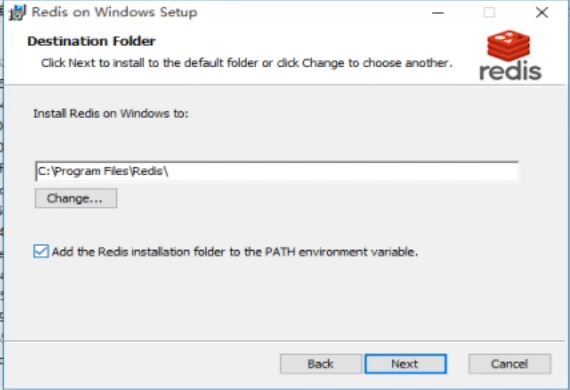 Redis on Windows Setup
Destination Folder
Click Next to install to the default folder or click Change to choose another.
redis
Install Redis on Windows to:
C:\Program Files\Redis\
Change...
Add the Redis installation folder to the PATH environment variable.
Back
Next
Cancel